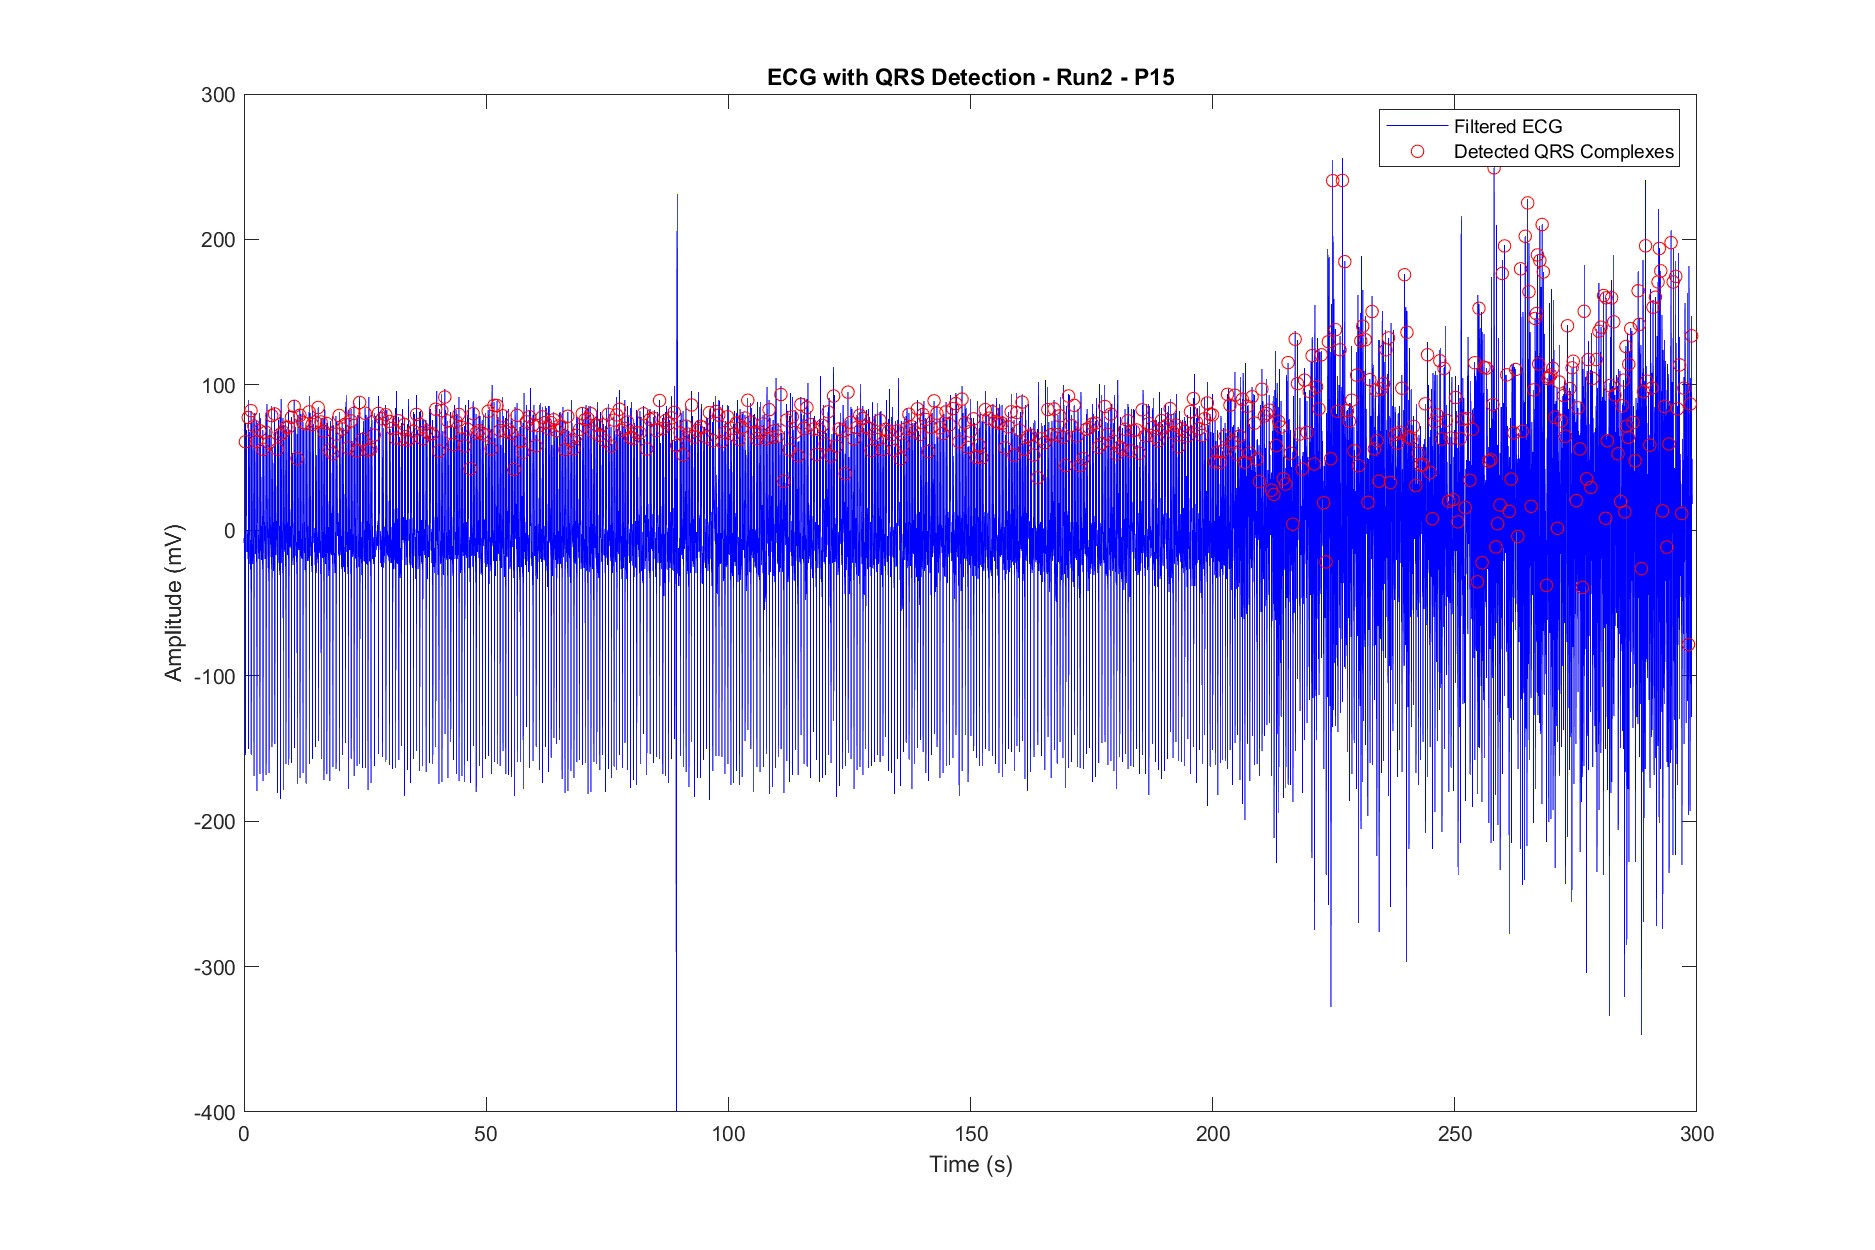 ECG with QRS Detection - Run2 - P15
Filtered ECG
Detected QRS Complexes
300
200
100
0
-100
-200
-300
-400
Amplitude (mV)
0 50 100 150 200 250 300
Time (s)